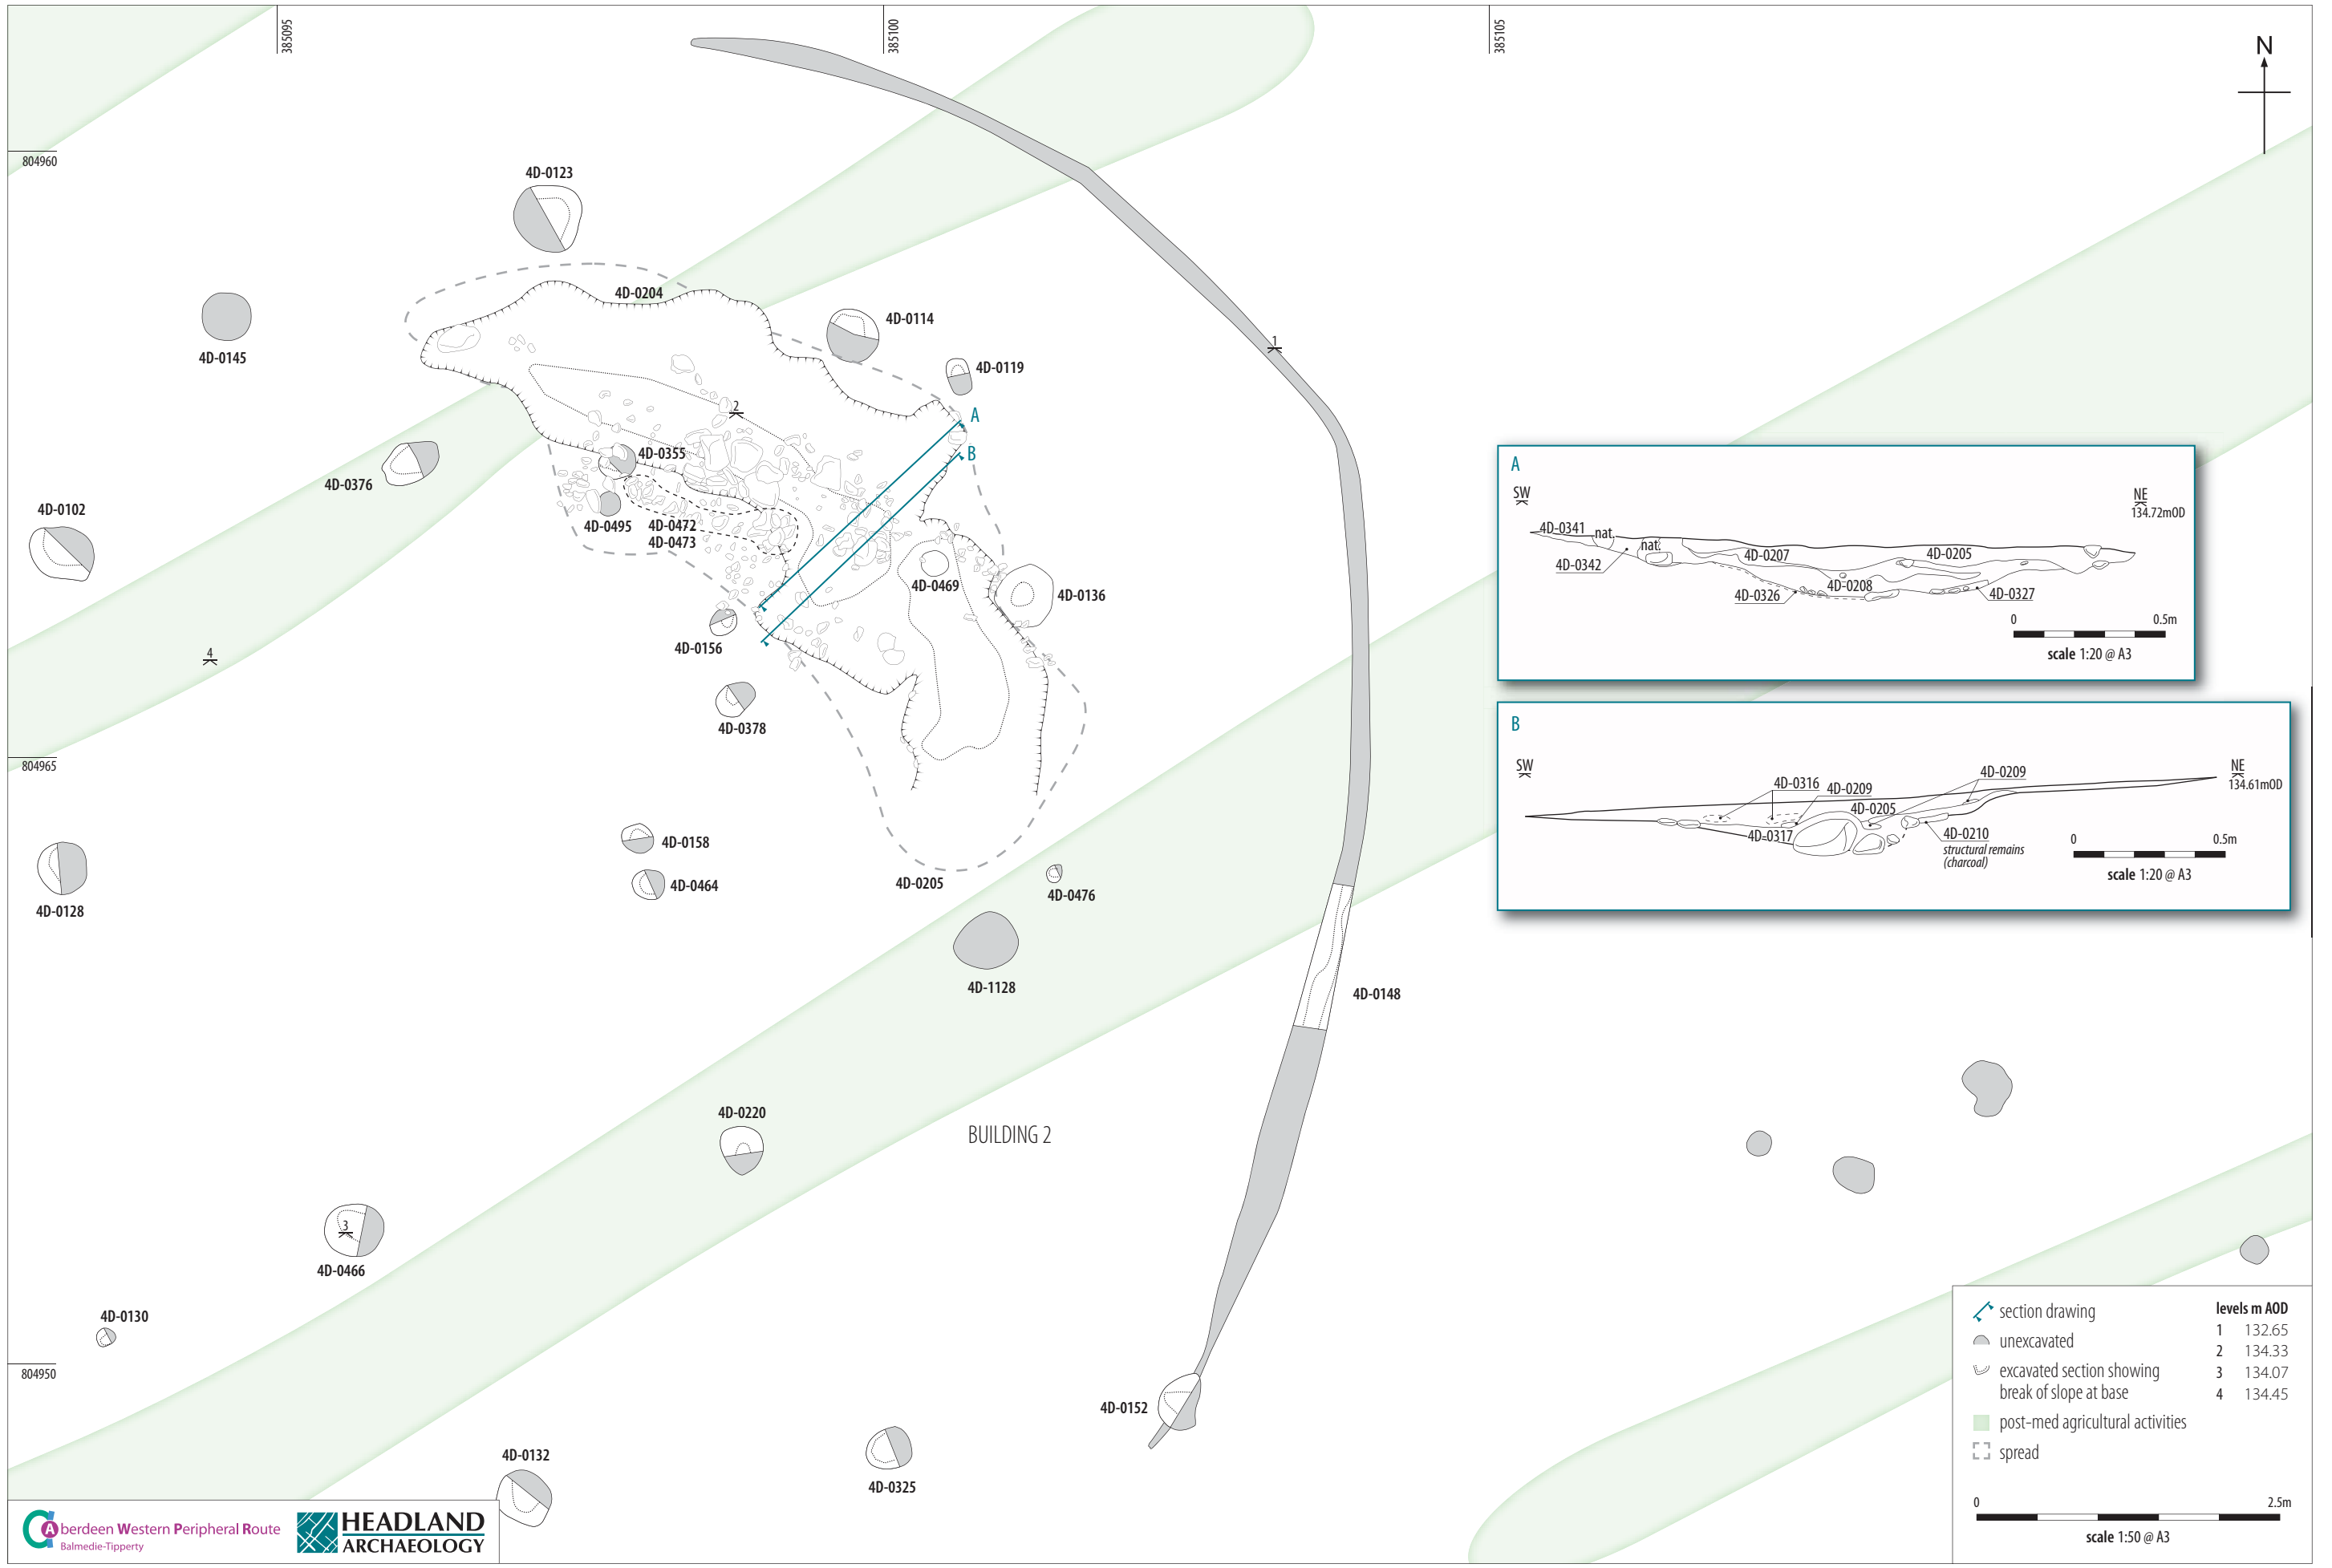 385095
385100
385105
N
804960
4D-0123
4D-0204
4D-0114
4D-0145
4D-0119
1
2
A
B
4D-0355
4D-0376
4D-0102
4D-0495
4D-0472
4D-0473
4D-0469
4D-0136
4D-0156
4
4D-0378
804965
4D-0158
4D-0464
4D-0205
4D-0476
4D-0128
4D-1128
4D-0148
4D-0220
BUILDING 2
3
4D-0466
4D-0130
804950
4D-0152
4D-0132
4D-0325
A
SW
NE
134.72mOD
4D-0341
nat.
nat.
4D-0342
4D-0207
4D-0205
4D-0208
4D-0326
4D-0327
0 0.5m
scale 1:20 @ A3
B
SW
NE
134.61mOD
4D-0316
4D-0209
4D-0209
4D-0205
4D-0317
4D-0210
structural remains
(charcoal)
0 0.5m
scale 1:20 @ A3
section drawing
unexcavated
excavated section showing
break of slope at base
post-med agricultural activities
spread
levels m AOD
1 132.65
2 134.33
3 134.07
4 134.45
0 2.5m
scale 1:50 @ A3
Aberdeen Western Peripheral Route
Balmedie-Tipperty
HEADLAND
ARCHAEOLOGY